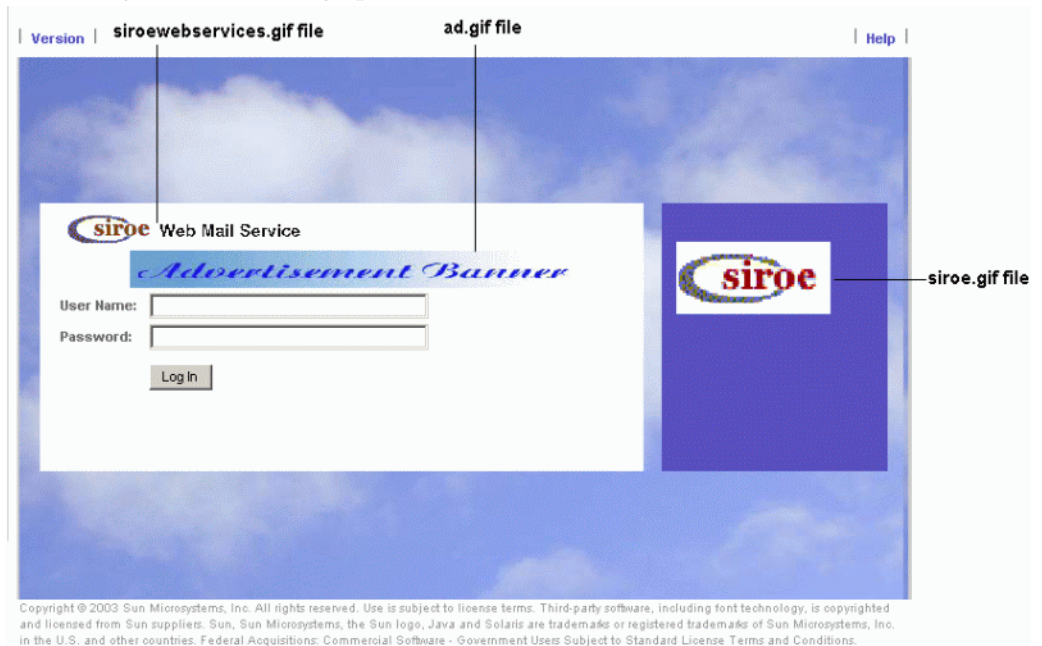 siroewebservices.gif file
ad.gif file
| Version |
| Help |
siroe Web Mail Service
Advertisement Banner
siroe
siroe.gif file
User Name:
Password:
Log In
Copyright © 2003 Sun Microsystems, Inc. All rights reserved. Use is subject to license terms. Third-party software, including font technology, is copyrighted
and licensed from Sun suppliers. Sun, Sun Microsystems, the Sun logo, Java and Solaris are trademarks or registered trademarks of Sun Microsystems, Inc.
in the U.S. and other countries. Federal Acquisitions: Commercial Software - Government Users Subject to Standard License Terms and Conditions.